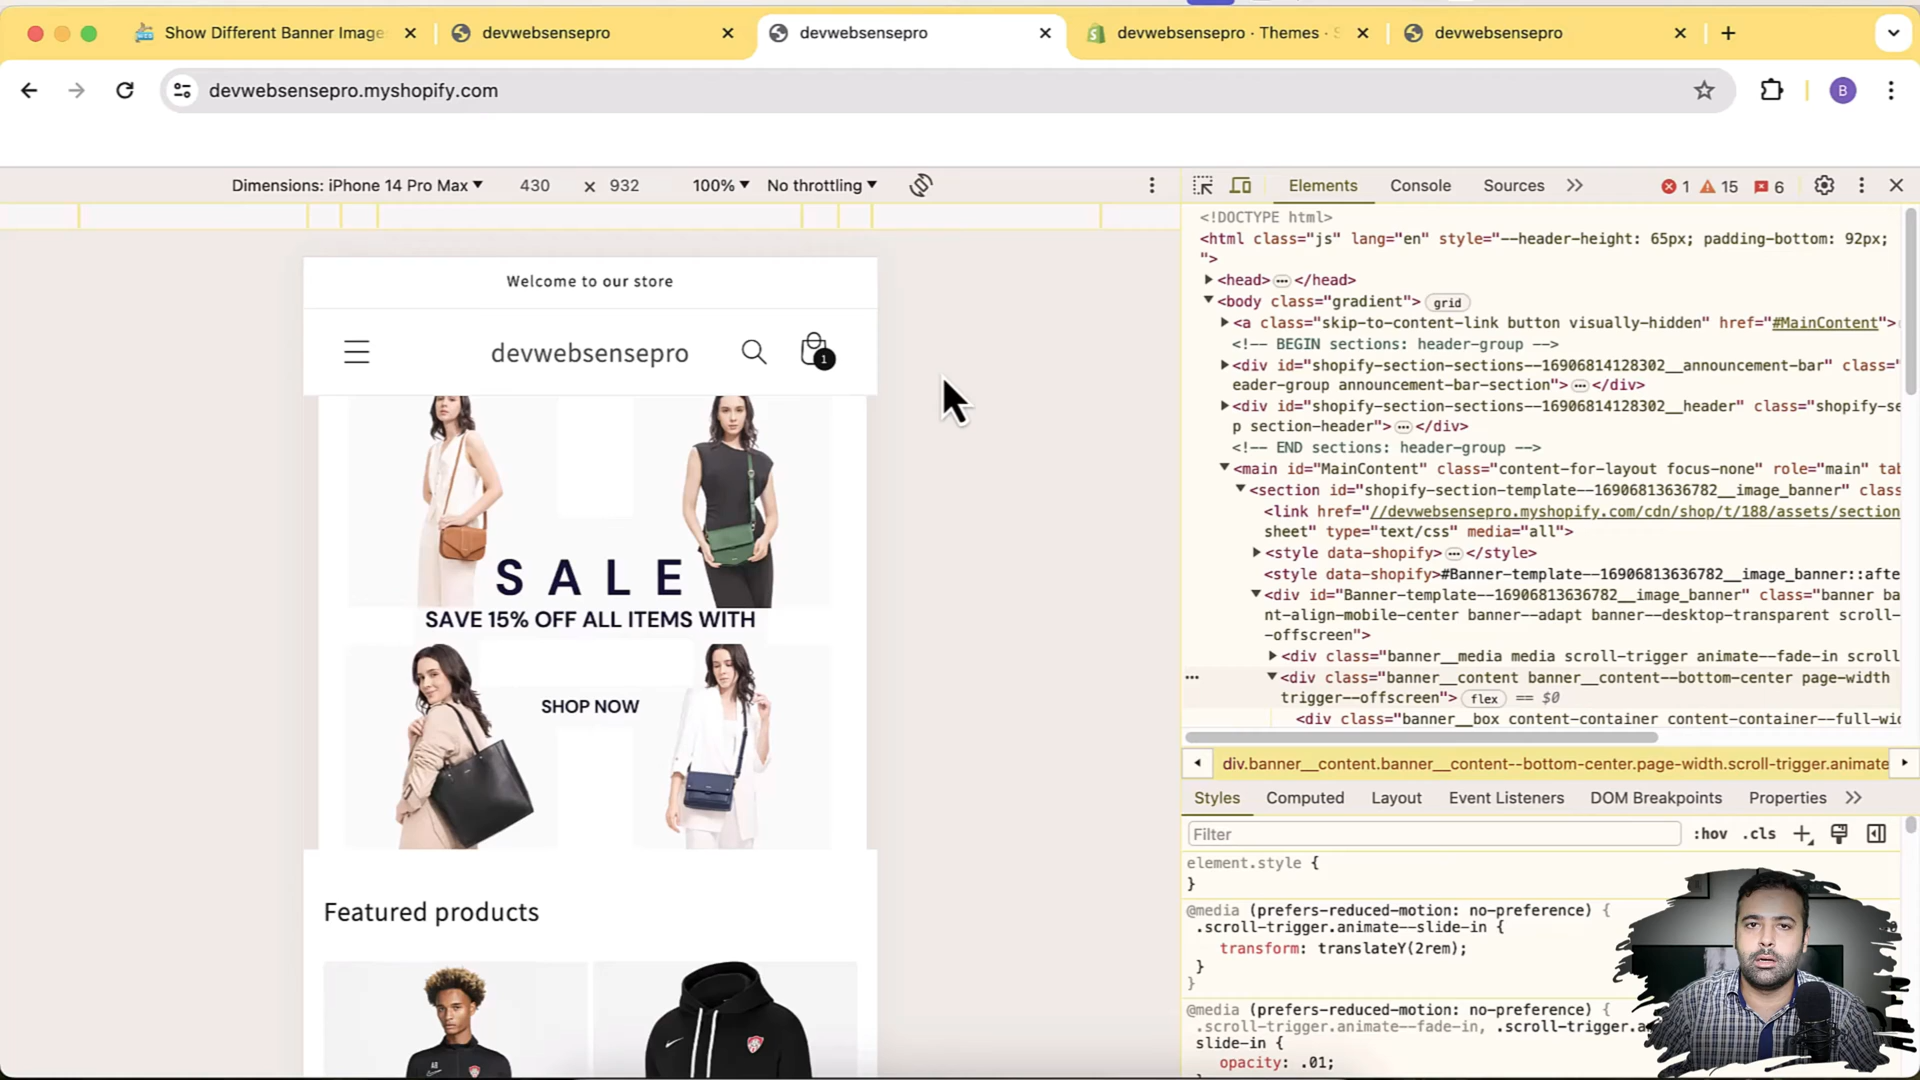 Show Different Banner Image
devwebsensepro
devwebsensepro
devwebsensepro · Themes · S
devwebsensepro
devwebsensepro.myshopify.com
B
Dimensions: iPhone 14 Pro Max 430 × 932 100% No throttling
Elements Console Sources 1 15 6
Welcome to our store
devwebsensepro
1
SALE
SAVE 15% OFF ALL ITEMS WITH
SHOP NOW
Featured products
<!DOCTYPE html>
<html class="js" lang="en" style="--header-height: 65px; padding-bottom: 92px;
">
<head> ••• </head>
<body class="gradient"> grid
<a class="skip-to-content-link button visually-hidden" href="#MainContent">
<!-- BEGIN sections: header-group -->
<div id="shopify-section-sections--16906814128302__announcement-bar" class="
eader-group announcement-bar-section"> ••• </div>
<div id="shopify-section-sections--16906814128302__header" class="shopify-se
p section-header"> ••• </div>
<!-- END sections: header-group -->
<main id="MainContent" class="content-for-layout focus-none" role="main" tab
<section id="shopify-section-template--16906813636782__image_banner" class
<link href="//devwebsensepro.myshopify.com/cdn/shop/t/188/assets/section
sheet" type="text/css" media="all">
<style data-shopify> ••• </style>
<style data-shopify>#Banner-template--16906813636782__image_banner::afte
<div id="Banner-template--16906813636782__image_banner" class="banner ba
nt-align-mobile-center banner--adapt banner--desktop-transparent scroll-
-offscreen">
<div class="banner__media media scroll-trigger animate--fade-in scroll
••• <div class="banner__content banner__content--bottom-center page-width
trigger--offscreen"> flex == $0
<div class="banner__box content-container content-container--full-wid
div.banner__content.banner__content--bottom-center.page-width.scroll-trigger.animate
Styles Computed Layout Event Listeners DOM Breakpoints Properties
Filter :hov .cls
element.style {
}
@media (prefers-reduced-motion: no-preference) {
.scroll-trigger.animate--slide-in {
transform: translateY(2rem);
}
}
@media (prefers-reduced-motion: no-preference) {
.scroll-trigger.animate--fade-in, .scroll-trigger.a
slide-in {
opacity: .01;